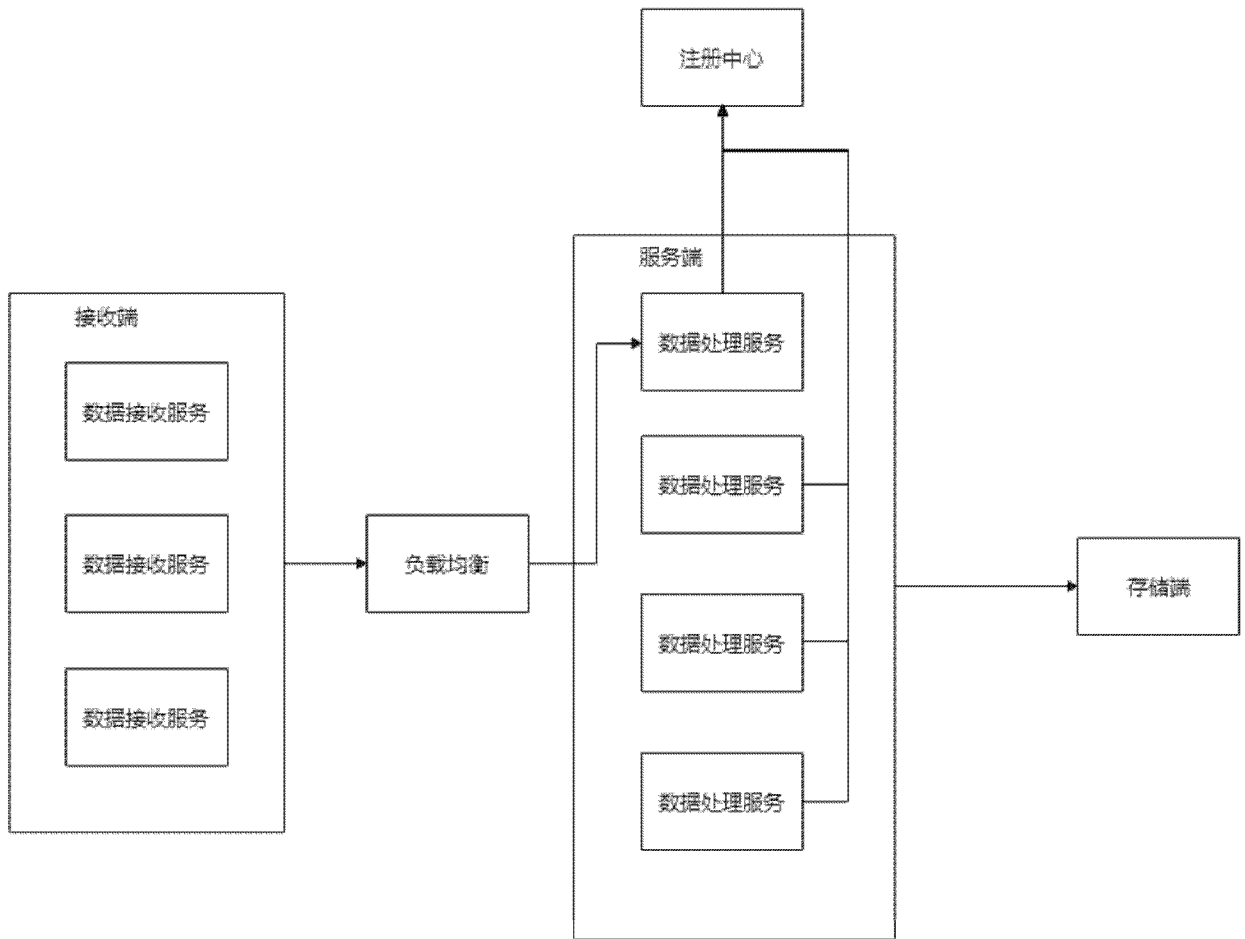 注册中心
服务端
接收端
数据处理服务
数据接收服务
数据处理服务
数据接收服务
负载均衡
存储端
数据处理服务
数据接收服务
数据处理服务